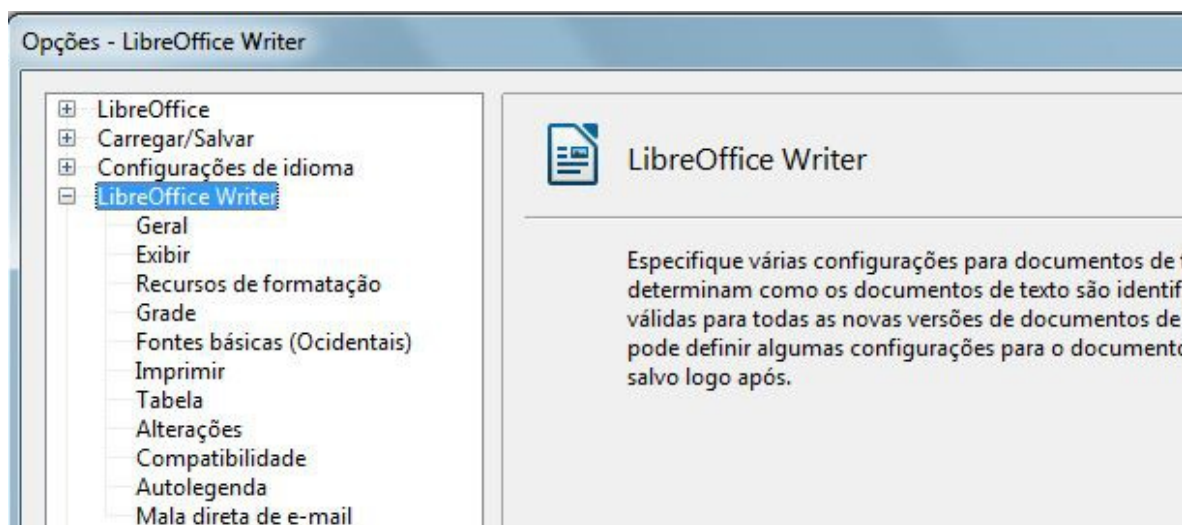 Opções - LibreOffice Writer
LibreOffice
Carregar/Salvar
Configurações de idioma
LibreOffice Writer
Geral
Exibir
Recursos de formatação
Grade
Fontes básicas (Ocidentais)
Imprimir
Tabela
Alterações
Compatibilidade
Autolegenda
Mala direta de e-mail
LibreOffice Writer
Especifique várias configurações para documentos de
determinam como os documentos de texto são
válidas para todas as novas versões de documentos de
pode definir algumas configurações para o
salvo logo após.